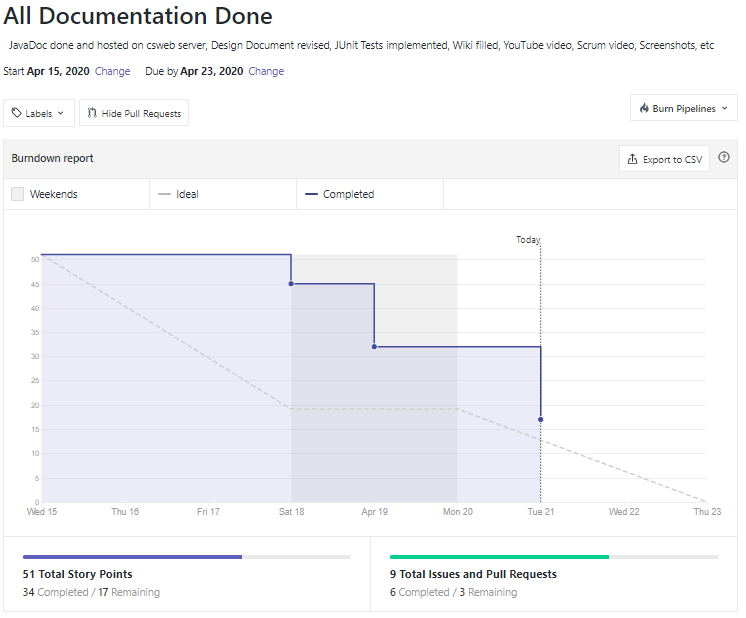 All Documentation Done
JavaDoc done and hosted on csweb server, Design Document revised, JUnit Tests implemented, Wiki filled, YouTube video, Scrum video, Screenshots, etc
Start Apr 15, 2020 Change Due by Apr 23, 2020 Change
Labels Hide Pull Requests Burn Pipelines
Burndown report Export to CSV ?
Weekends Ideal Completed
Today
50
45
40
35
30
25
20
15
10
5
0
Wed 15 Thu 16 Fri 17 Sat 18 Apr 19 Mon 20 Tue 21 Wed 22 Thu 23
51 Total Story Points
34 Completed / 17 Remaining
9 Total Issues and Pull Requests
6 Completed / 3 Remaining